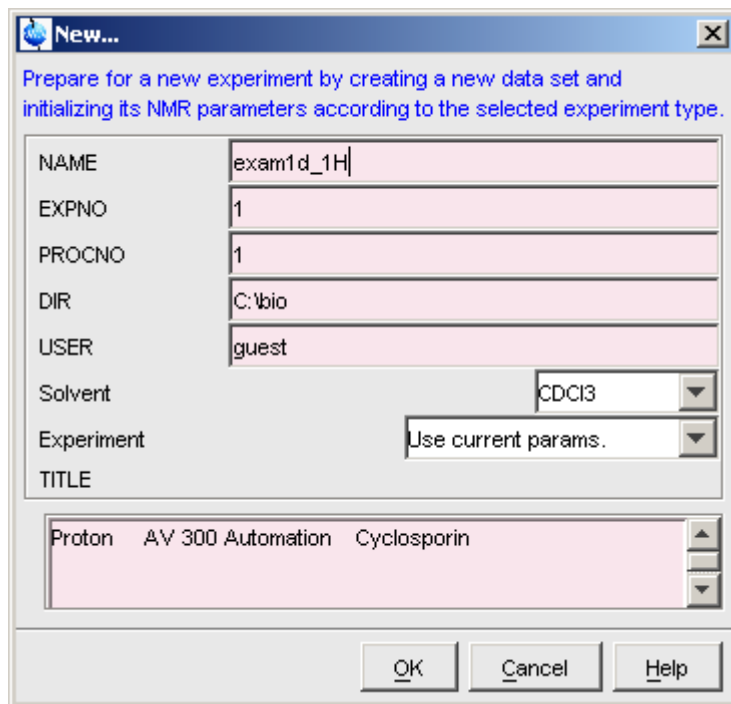 New...
Prepare for a new experiment by creating a new data set and
initializing its NMR parameters according to the selected experiment type.
NAME exam1d_1H
EXPNO 1
PROCNO 1
DIR C:\bio
USER guest
Solvent CDCl3
Experiment Use current params.
TITLE
Proton AV 300 Automation Cyclosporin
OK Cancel Help